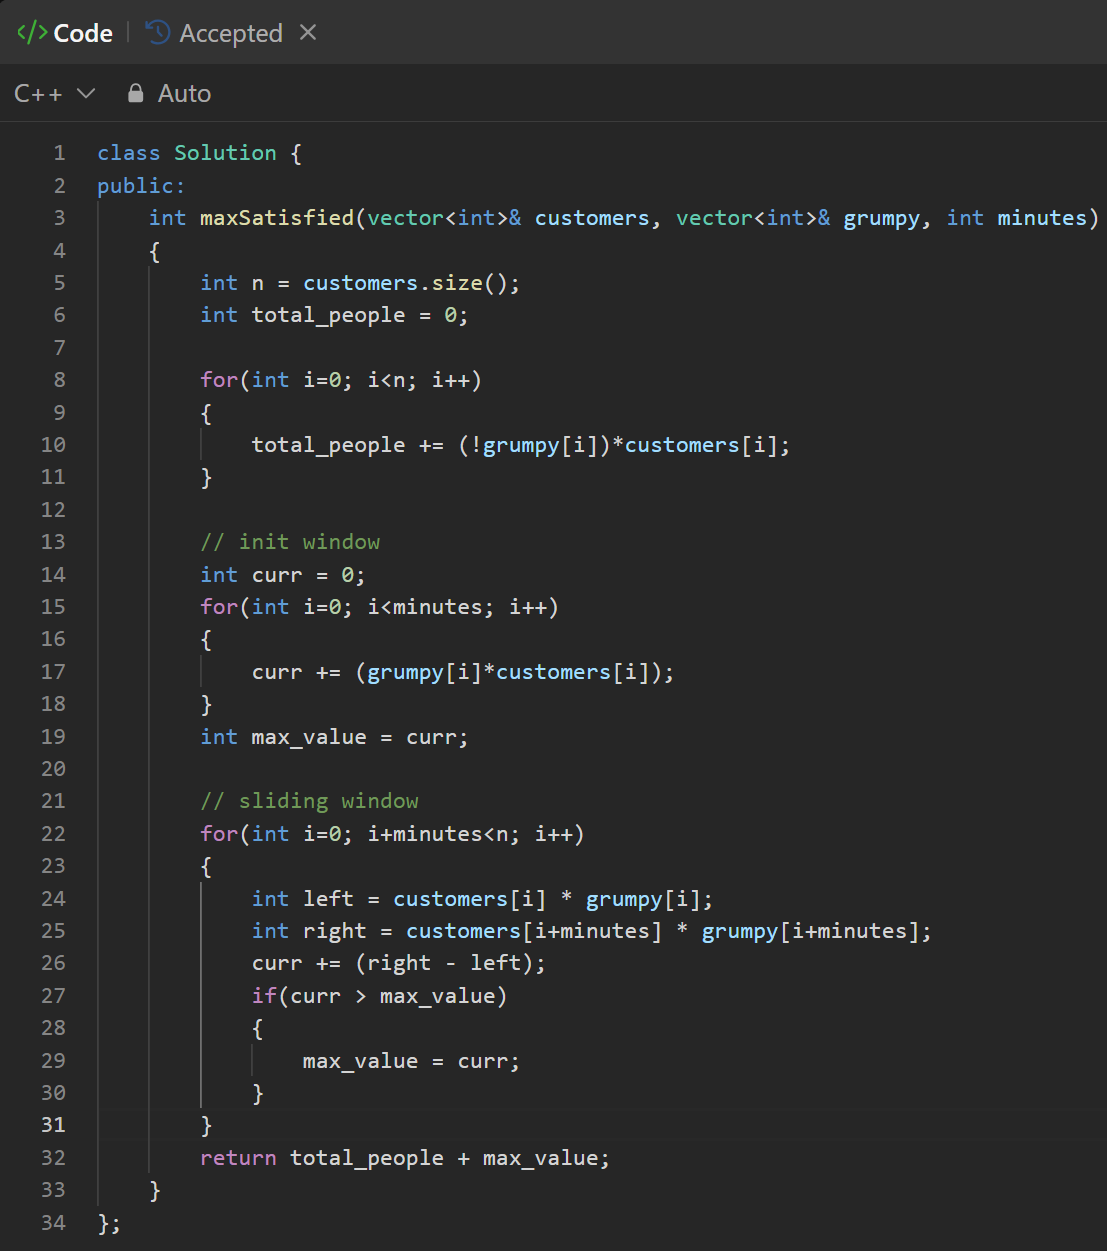 </> Code | Accepted ×
C++ Auto
1 class Solution {
2 public:
3     int maxSatisfied(vector<int>& customers, vector<int>& grumpy, int minutes)
4     {
5         int n = customers.size();
6         int total_people = 0;
7
8         for(int i=0; i<n; i++)
9         {
10             total_people += (!grumpy[i])*customers[i];
11         }
12
13         // init window
14         int curr = 0;
15         for(int i=0; i<minutes; i++)
16         {
17             curr += (grumpy[i]*customers[i]);
18         }
19         int max_value = curr;
20
21         // sliding window
22         for(int i=0; i+minutes<n; i++)
23         {
24             int left = customers[i] * grumpy[i];
25             int right = customers[i+minutes] * grumpy[i+minutes];
26             curr += (right - left);
27             if(curr > max_value)
28             {
29                 max_value = curr;
30             }
31         }
32         return total_people + max_value;
33     }
34 };